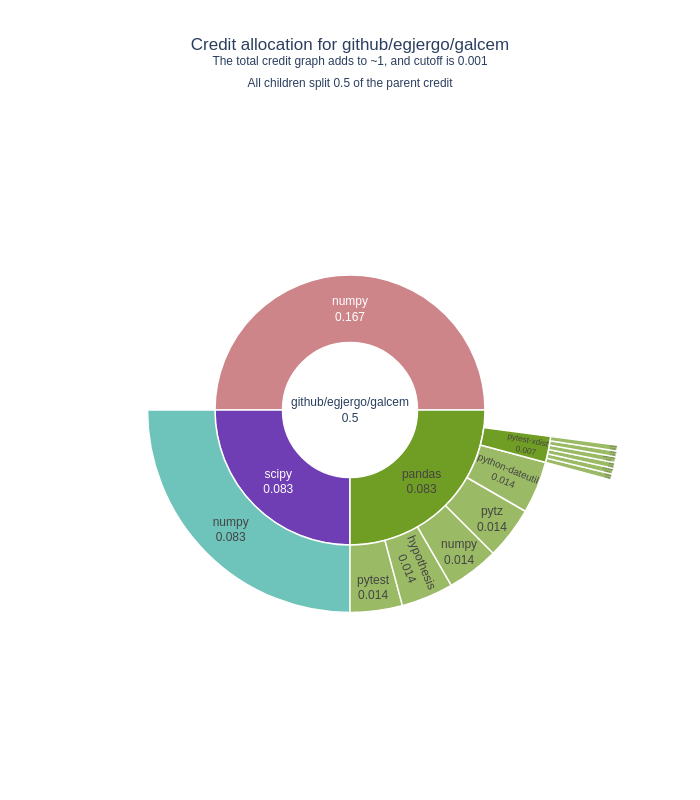 Credit allocation for github/egjergo/galcem
The total credit graph adds to ~1, and cutoff is 0.001
All children split 0.5 of the parent credit
numpy
0.167
github/egjergo/galcem
0.5
scipy
0.083
pandas
0.083
numpy
0.083
pytest-xdist
0.007
python-dateutil
0.014
pytz
0.014
numpy
0.014
hypothesis
0.014
pytest
0.014